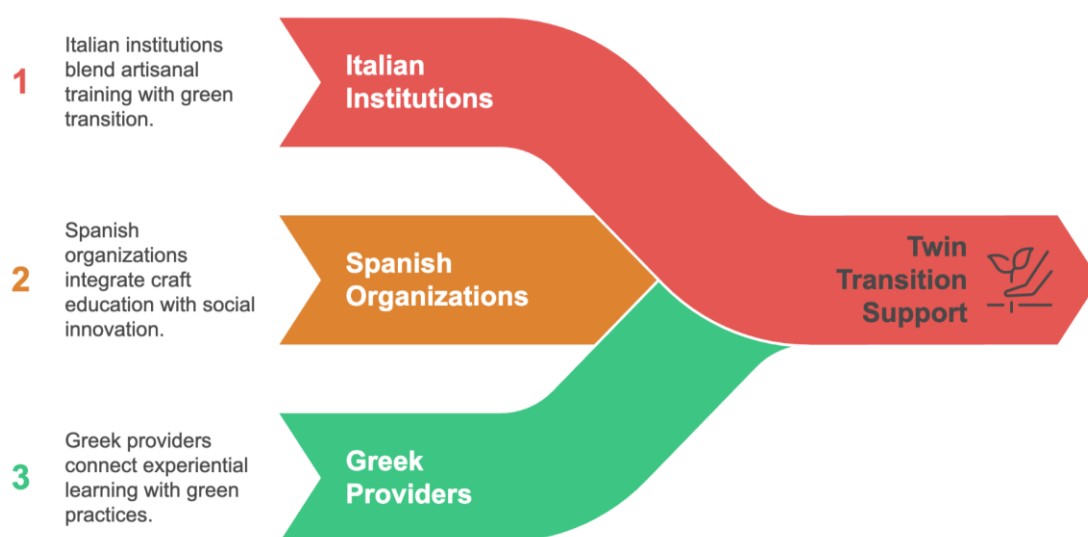 1
Italian institutions
blend artisanal
training with green
transition.
Italian
Institutions
2
Spanish
organizations
integrate craft
education with social
innovation.
Spanish
Organizations
3
Greek providers
connect experiential
learning with green
practices.
Greek
Providers
Twin
Transition
Support